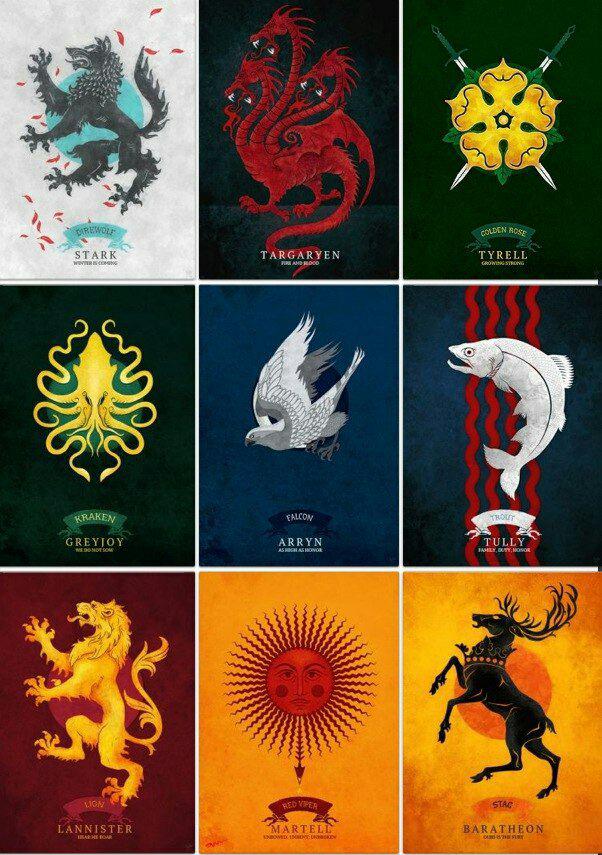 DIREWOLF
STARK
WINTER IS COMING
TARGARYEN
FIRE AND BLOOD
GOLDEN ROSE
TYRELL
GROWING STRONG
KRAKEN
GREYJOY
WE DO NOT SOW
FALCON
ARRYN
AS HIGH AS HONOR
TROUT
TULLY
FAMILY, DUTY, HONOR
LION
LANNISTER
HEAR ME ROAR
RED VIPER
MARTELL
UNBOWED, UNBENT, UNBROKEN
STAG
BARATHEON
OURS IS THE FURY